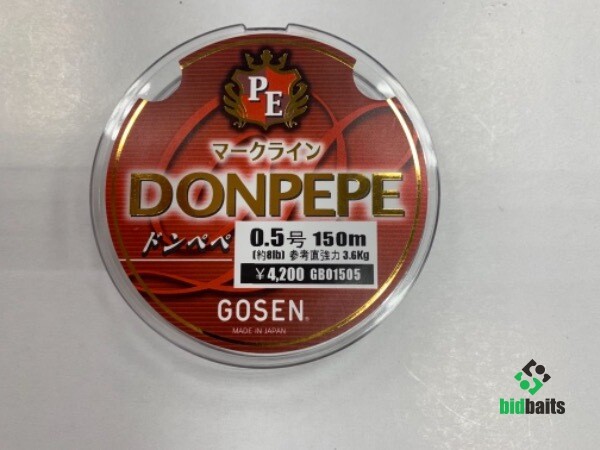 PE
マークライン
DONPEPE
ドンペペ
0.5号 150m
(約8lb) 参考直強力 3.6Kg
¥4,200 GB01505
GOSEN®
MADE IN JAPAN
bidbaits